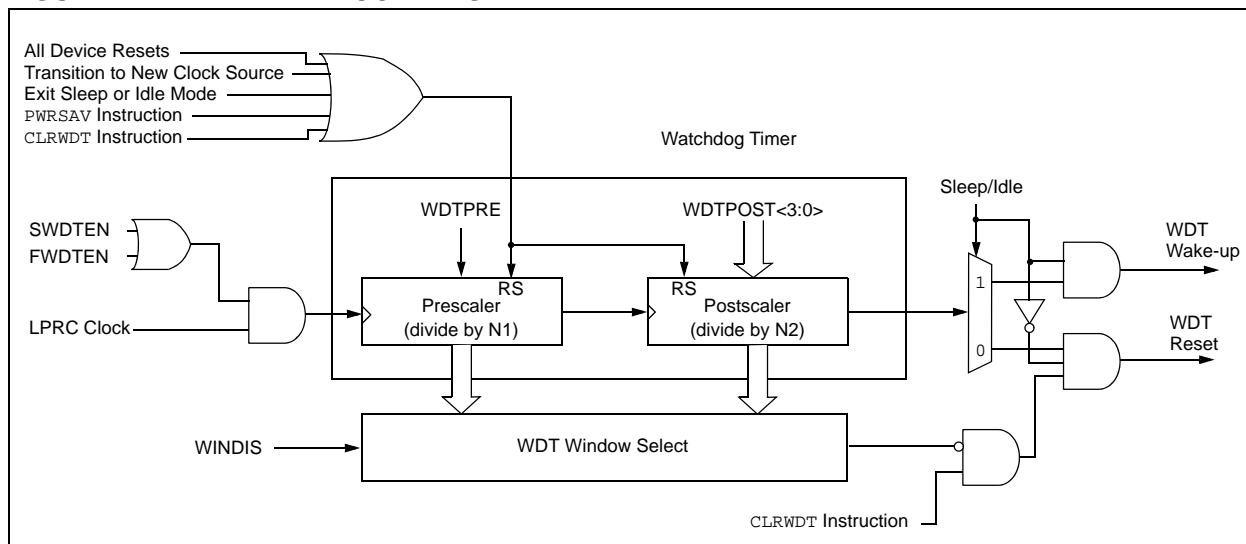 All Device Resets
Transition to New Clock Source
Exit Sleep or Idle Mode
PWRSAV Instruction
CLRWDT Instruction
Watchdog Timer
Sleep/Idle
WDTPRE
WDTPOST<3:0>
SWDTEN
FWDTEN
WDT
Wake-up
RS
RS
1
Prescaler
(divide by N1)
Postscaler
(divide by N2)
LPRC Clock
0
WDT
Reset
WINDIS
WDT Window Select
CLRWDT Instruction